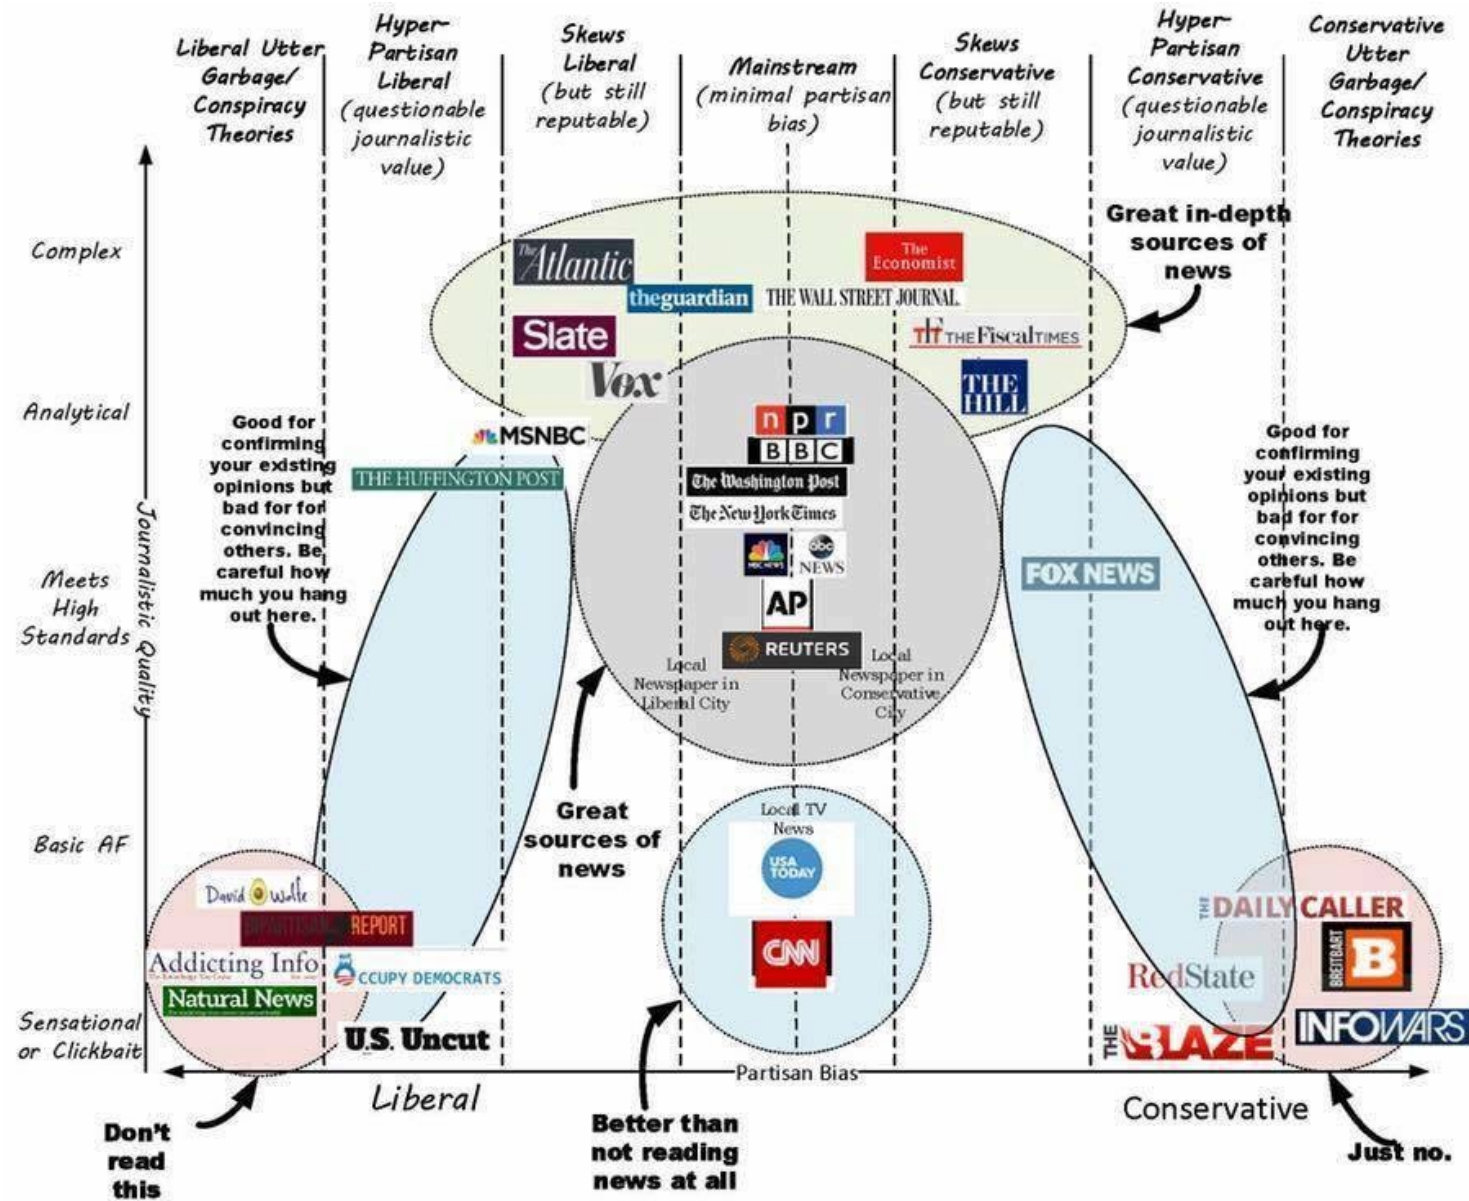 Liberal Utter
Garbage/
Conspiracy
Theories
Hyper-
Partisan
Liberal
(questionable
journalistic
value)
Skews
Liberal
(but still
reputable)
Mainstream
(minimal partisan
bias)
Skews
Conservative
(but still
reputable)
Hyper-
Partisan
Conservative
(questionable
journalistic
value)
Conservative
Utter
Garbage/
Conspiracy
Theories
Complex
Analytical
Meets
High
Standards
Basic AF
Sensational
or Clickbait
Journalistic Quality
Great in-depth
sources of
news
The
Atlantic
theguardian
The
Economist
THE WALL STREET JOURNAL.
Slate
Vox
TFT THE FISCAL TIMES
THE
HILL
Good for
confirming
your existing
opinions but
bad for for
convincing
others. Be
careful how
much you hang
out here.
MSNBC
THE HUFFINGTON POST
npr
BBC
The Washington Post
The New York Times
NBC NEWS
abc
NEWS
AP
REUTERS
Local
Newspaper in
Liberal City
Local
Newspaper in
Conservative
City
FOX NEWS
Good for
confirming
your existing
opinions but
bad for for
convincing
others. Be
careful how
much you hang
out here.
Great
sources of
news
Local TV
News
USA
TODAY
CNN
David Wolfe
REPORT
Addicting Info
Natural News
CCUPY DEMOCRATS
U.S. Uncut
THE DAILY CALLER
BREITBART
B
RedState
INFOWARS
THE BLAZE
Partisan Bias
Liberal
Conservative
Don't
read
this
Better than
not reading
news at all
Just no.